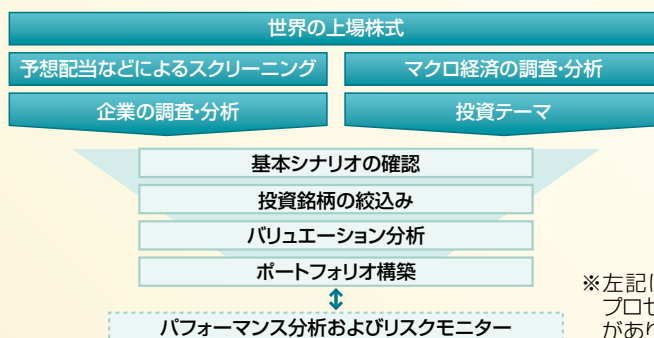 世界の上場株式
予想配当などによるスクリーニング
マクロ経済の調査・分析
企業の調査・分析
投資テーマ
基本シナリオの確認
投資銘柄の絞込み
バリュエーション分析
ポートフォリオ構築
※左記に
プロセ
があり
パフォーマンス分析およびリスクモニター